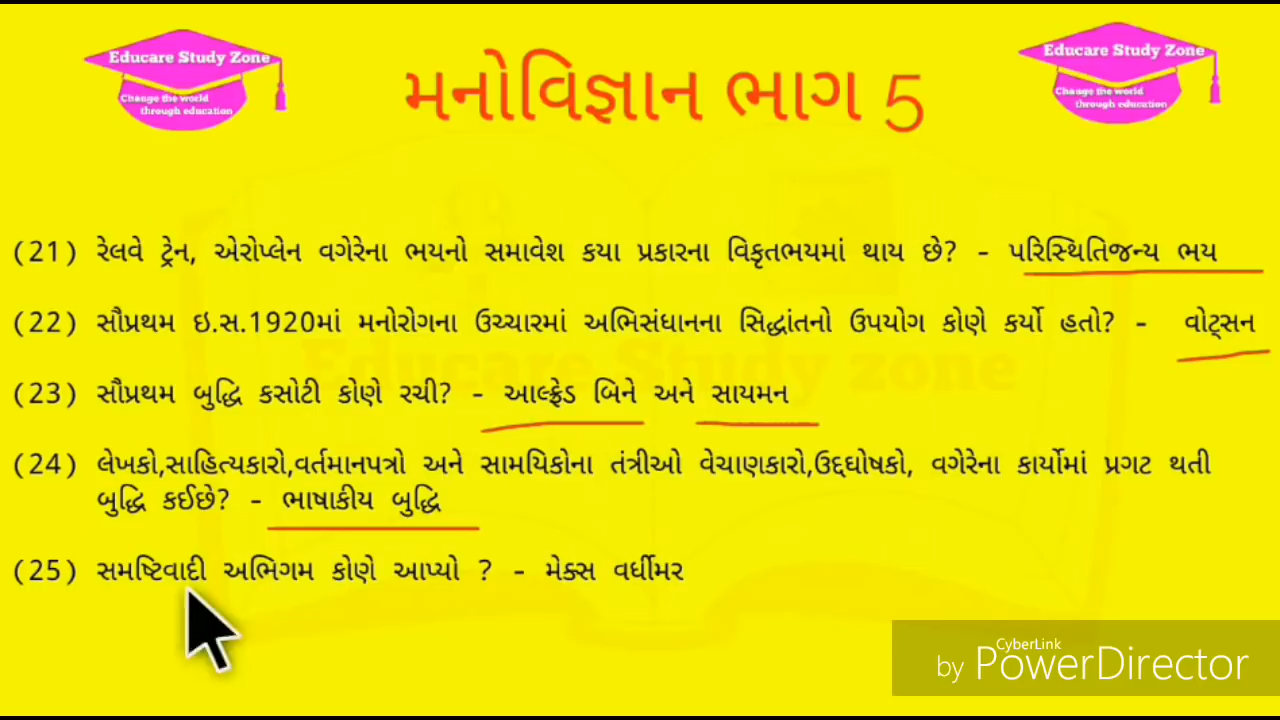 Educare Study Zone
Change the world
through education
મનોવિજ્ઞાન ભાગ 5
Educare Study Zone
Change the world
through education
(21) રેલવે ટ્રેન, એરોપ્લેન વગેરેના ભયનો સમાવેશ કયા પ્રકારના વિકૃતભયમાં થાય છે? - પરિસ્થિતિજન્ય ભય
(22) સૌપ્રથમ ઇ.સ.1920માં મનોરોગના ઉચ્ચારમાં અભિસંધાનના સિદ્ધાંતનો ઉપયોગ કોણે કર્યો હતો? - વોટ્સન
Educare Study zone
(23) સૌપ્રથમ બુદ્ધિ કસોટી કોણે રચી? - આલ્ફ્રેડ બિને અને સાયમન
(24) લેખકો,સાહિત્યકારો,વર્તમાનપત્રો અને સામયિકોના તંત્રીઓ વેચાણકારો,ઉદ્દઘોષકો, વગેરેના કાર્યોમાં પ્રગટ થતી
બુદ્ધિ કઈછે? - ભાષાકીય બુદ્ધિ
(25) સમષ્ટિવાદી અભિગમ કોણે આપ્યો ? - મેક્સ વર્ધીમર
CyberLink
by PowerDirector